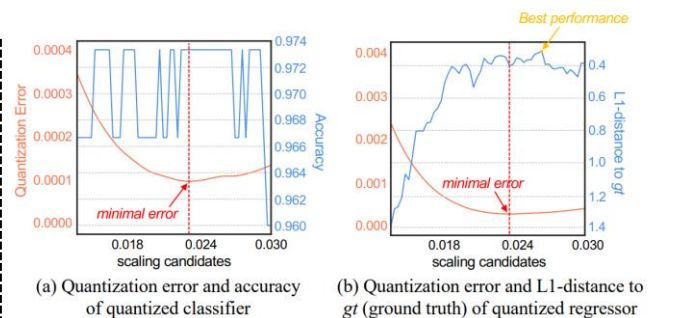 Best performance
0.0004
0.0003
0.0002
0.0001
0.0000
Quantization Error
0.974
0.972
0.970
0.968
0.966
0.964
0.962
0.960
Accuracy
minimal error
0.018
0.024
0.030
scaling candidates
0.004
0.003
0.002
0.001
0.000
0.4
0.6
0.8
1.0
1.2
1.4
L1-distance to gt
minimal error
0.018
0.024
0.030
scaling candidates
(a) Quantization error and accuracy
of quantized classifier
(b) Quantization error and L1-distance to
gt (ground truth) of quantized regressor